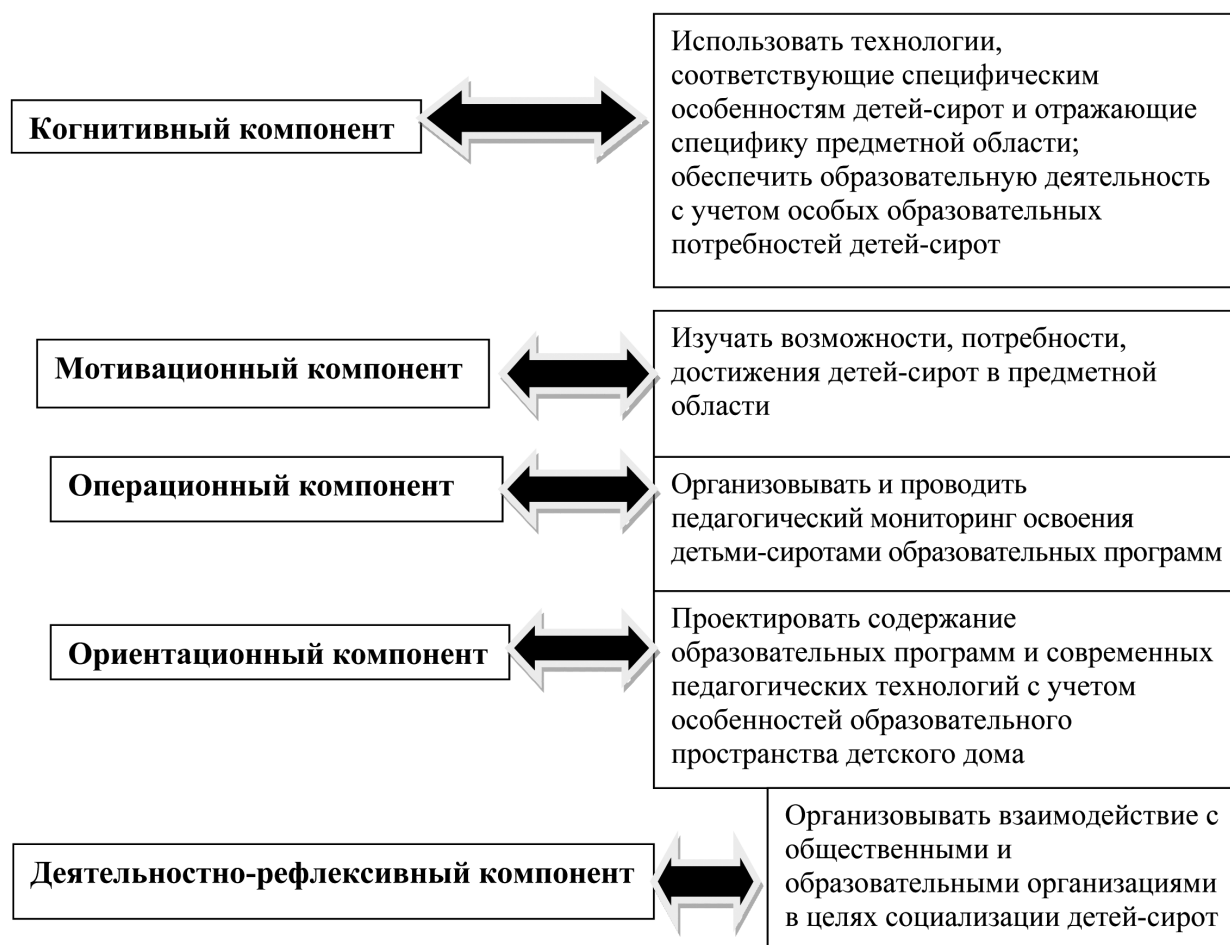 Когнитивный компонент
Использовать технологии,
соответствующие специфическим
особенностям детей-сирот и отражающие
специфику предметной области;
обеспечить образовательную деятельность
с учетом особых образовательных
потребностей детей-сирот
Мотивационный компонент
Изучать возможности, потребности,
достижения детей-сирот в предметной
области
Операционный компонент
Организовывать и проводить
педагогический мониторинг освоения
детьми-сиротами образовательных программ
Ориентационный компонент
Проектировать содержание
образовательных программ и современных
педагогических технологий с учетом
особенностей образовательного
пространства детского дома
Деятельностно-рефлексивный компонент
Организовывать взаимодействие с
общественными и
образовательными организациями
в целях социализации детей-сирот